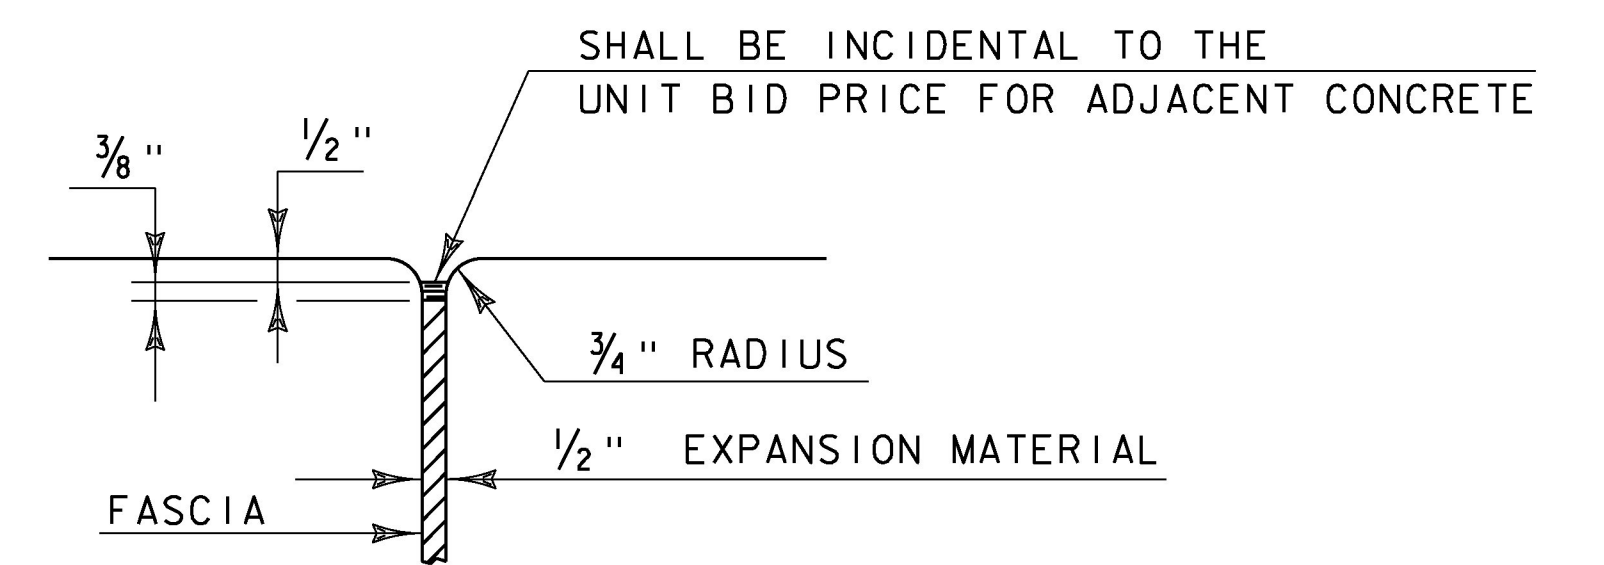 SHALL BE INCIDENTAL TO THE
UNIT BID PRICE FOR ADJACENT CONCRETE
1/2"
3/8"
3/4" RADIUS
1/2" EXPANSION MATERIAL
FASCIA